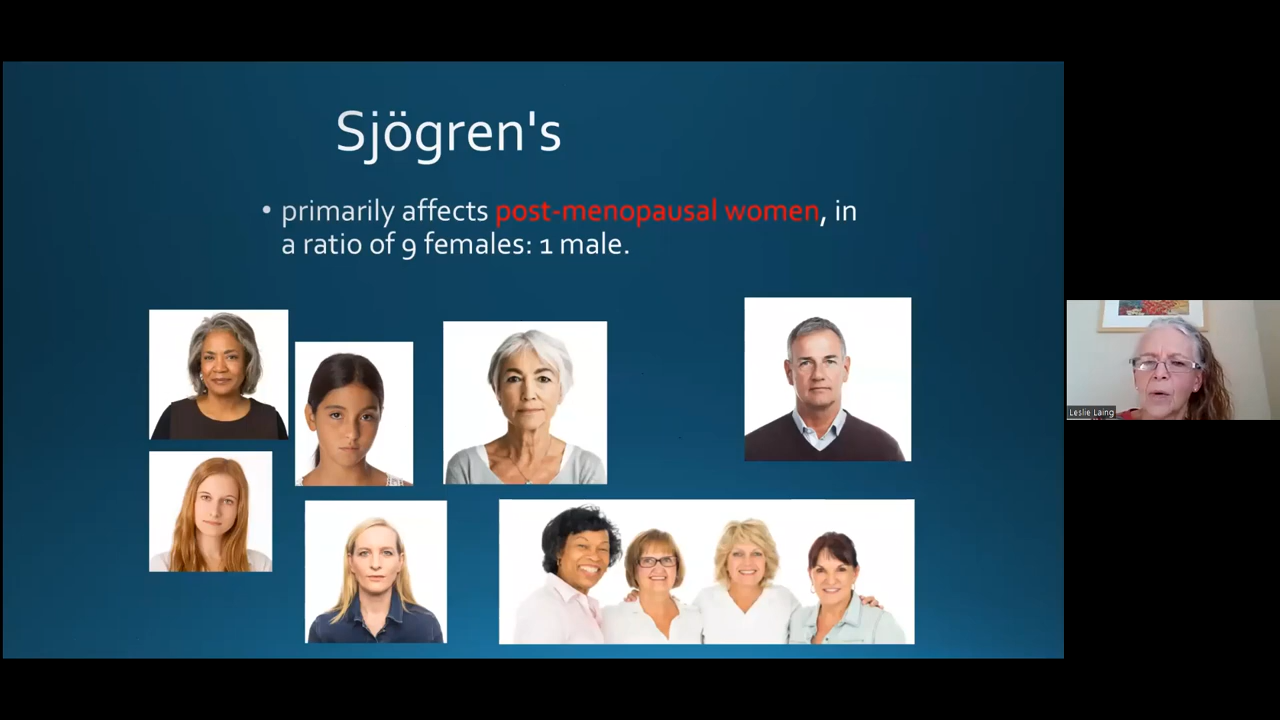 Sjögren's
• primarily affects post-menopausal women, in
a ratio of 9 females: 1 male.
Leslie Laing